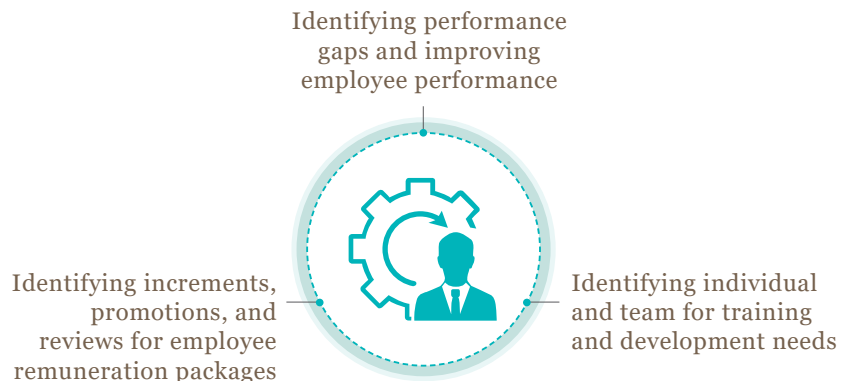 Identifying performance
gaps and improving
employee performance
Identifying increments,
promotions, and
reviews for employee
remuneration packages
Identifying individual
and team for training
and development needs